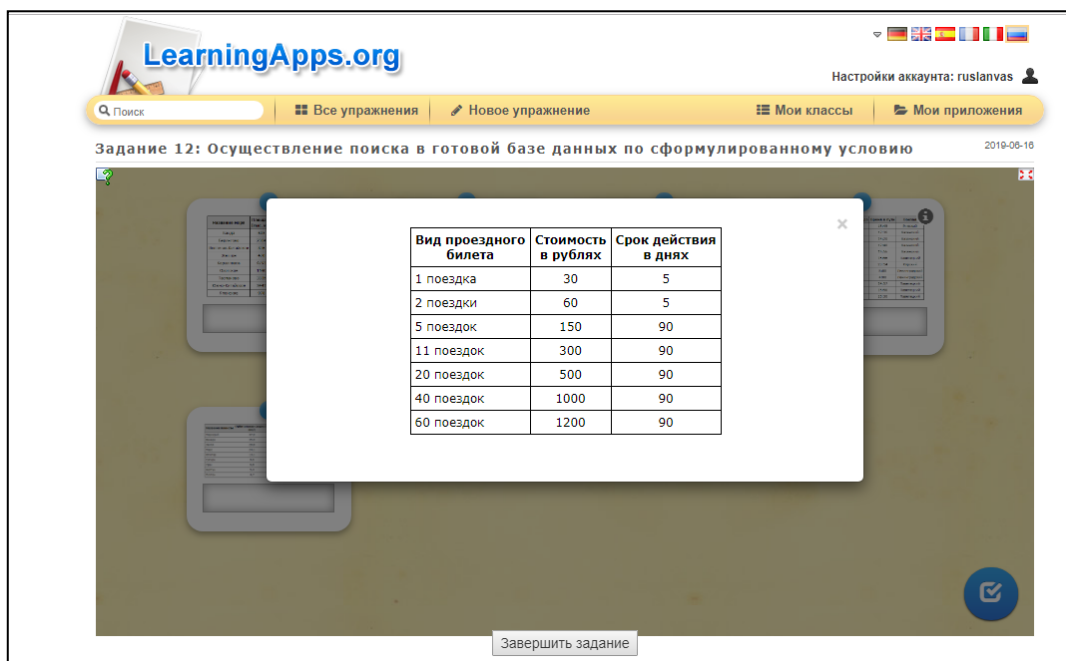 LearningApps.org
Настройки аккаунта: ruslanvas
Поиск
Все упражнения
Новое упражнение
Мои классы
Мои приложения
Задание 12: Осуществление поиска в готовой базе данных по сформулированному условию
2019-06-16
Вид проездного билета Стоимость в рублях Срок действия в днях
1 поездка 30 5
2 поездки 60 5
5 поездок 150 90
11 поездок 300 90
20 поездок 500 90
40 поездок 1000 90
60 поездок 1200 90
Завершить задание